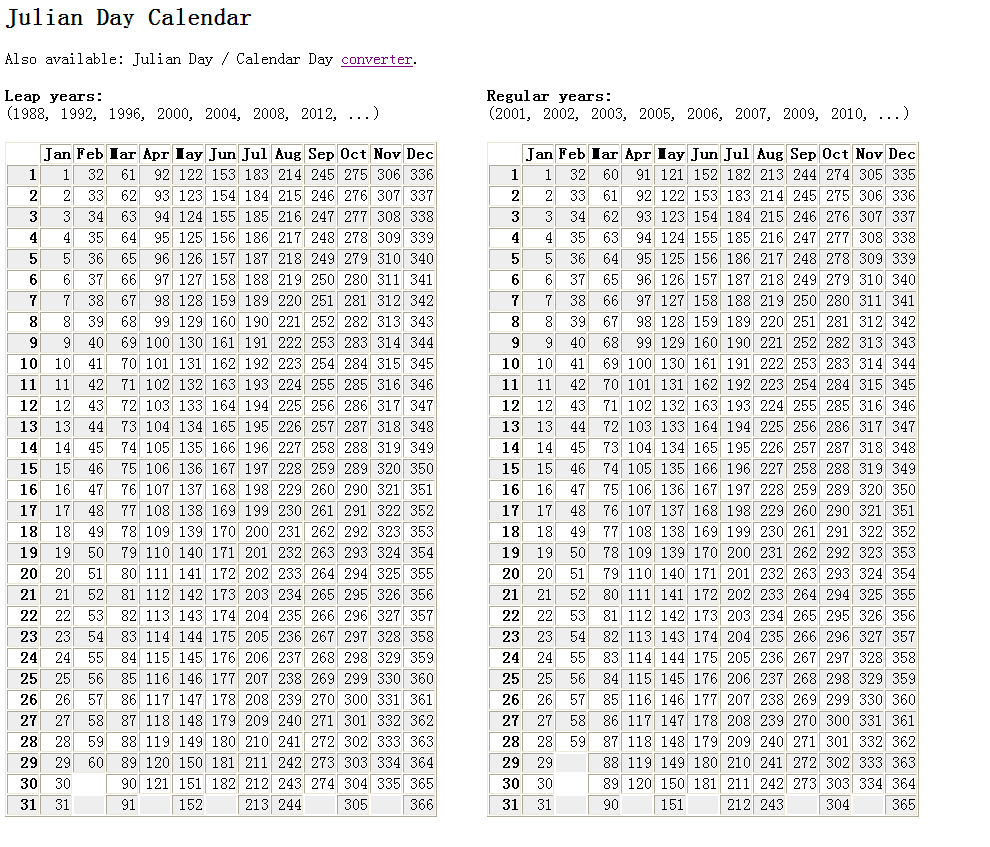 Julian Day Calendar
Also available: Julian Day / Calendar Day converter.
Leap years:
(1988, 1992, 1996, 2000, 2004, 2008, 2012, ...)
Jan Feb Mar Apr May Jun Jul Aug Sep Oct Nov Dec
1 1 32 61 92 122 153 183 214 245 275 306 336
2 2 33 62 93 123 154 184 215 246 276 307 337
3 3 34 63 94 124 155 185 216 247 277 308 338
4 4 35 64 95 125 156 186 217 248 278 309 339
5 5 36 65 96 126 157 187 218 249 279 310 340
6 6 37 66 97 127 158 188 219 250 280 311 341
7 7 38 67 98 128 159 189 220 251 281 312 342
8 8 39 68 99 129 160 190 221 252 282 313 343
9 9 40 69 100 130 161 191 222 253 283 314 344
10 10 41 70 101 131 162 192 223 254 284 315 345
11 11 42 71 102 132 163 193 224 255 285 316 346
12 12 43 72 103 133 164 194 225 256 286 317 347
13 13 44 73 104 134 165 195 226 257 287 318 348
14 14 45 74 105 135 166 196 227 258 288 319 349
15 15 46 75 106 136 167 197 228 259 289 320 350
16 16 47 76 107 137 168 198 229 260 290 321 351
17 17 48 77 108 138 169 199 230 261 291 322 352
18 18 49 78 109 139 170 200 231 262 292 323 353
19 19 50 79 110 140 171 201 232 263 293 324 354
20 20 51 80 111 141 172 202 233 264 294 325 355
21 21 52 81 112 142 173 203 234 265 295 326 356
22 22 53 82 113 143 174 204 235 266 296 327 357
23 23 54 83 114 144 175 205 236 267 297 328 358
24 24 55 84 115 145 176 206 237 268 298 329 359
25 25 56 85 116 146 177 207 238 269 299 330 360
26 26 57 86 117 147 178 208 239 270 300 331 361
27 27 58 87 118 148 179 209 240 271 301 332 362
28 28 59 88 119 149 180 210 241 272 302 333 363
29 29 60 89 120 150 181 211 242 273 303 334 364
30 30 90 121 151 182 212 243 274 304 335 365
31 31 91 152 213 244 305 366
Regular years:
(2001, 2002, 2003, 2005, 2006, 2007, 2009, 2010, ...)
Jan Feb Mar Apr May Jun Jul Aug Sep Oct Nov Dec
1 1 32 60 91 121 152 182 213 244 274 305 335
2 2 33 61 92 122 153 183 214 245 275 306 336
3 3 34 62 93 123 154 184 215 246 276 307 337
4 4 35 63 94 124 155 185 216 247 277 308 338
5 5 36 64 95 125 156 186 217 248 278 309 339
6 6 37 65 96 126 157 187 218 249 279 310 340
7 7 38 66 97 127 158 188 219 250 280 311 341
8 8 39 67 98 128 159 189 220 251 281 312 342
9 9 40 68 99 129 160 190 221 252 282 313 343
10 10 41 69 100 130 161 191 222 253 283 314 344
11 11 42 70 101 131 162 192 223 254 284 315 345
12 12 43 71 102 132 163 193 224 255 285 316 346
13 13 44 72 103 133 164 194 225 256 286 317 347
14 14 45 73 104 134 165 195 226 257 287 318 348
15 15 46 74 105 135 166 196 227 258 288 319 349
16 16 47 75 106 136 167 197 228 259 289 320 350
17 17 48 76 107 137 168 198 229 260 290 321 351
18 18 49 77 108 138 169 199 230 261 291 322 352
19 19 50 78 109 139 170 200 231 262 292 323 353
20 20 51 79 110 140 171 201 232 263 293 324 354
21 21 52 80 111 141 172 202 233 264 294 325 355
22 22 53 81 112 142 173 203 234 265 295 326 356
23 23 54 82 113 143 174 204 235 266 296 327 357
24 24 55 83 114 144 175 205 236 267 297 328 358
25 25 56 84 115 145 176 206 237 268 298 329 359
26 26 57 85 116 146 177 207 238 269 299 330 360
27 27 58 86 117 147 178 208 239 270 300 331 361
28 28 59 87 118 148 179 209 240 271 301 332 362
29 29 88 119 149 180 210 241 272 302 333 363
30 30 89 120 150 181 211 242 273 303 334 364
31 31 90 151 212 243 304 365